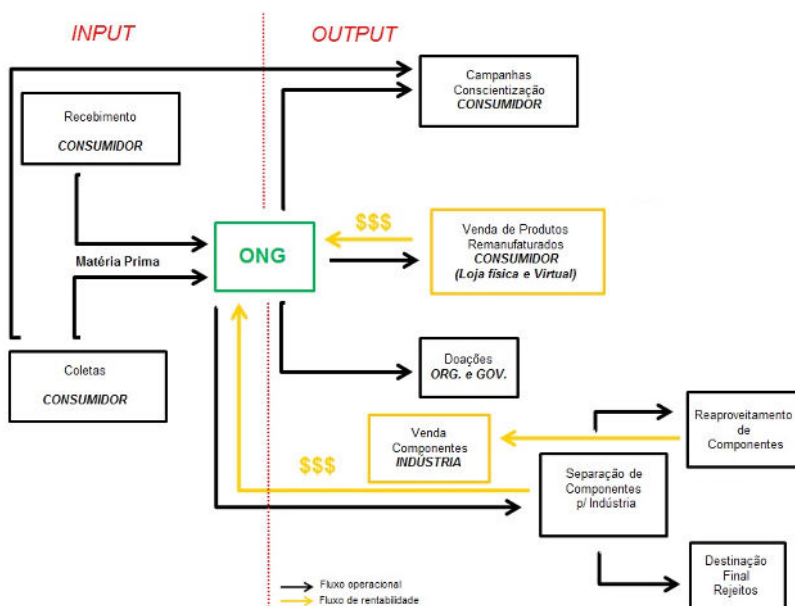 INPUT
OUTPUT
Campanhas
Conscientização
CONSUMIDOR
Recebimento
CONSUMIDOR
$$$
Venda de Produtos
Remanufaturados
CONSUMIDOR
(Loja física e Virtual)
ONG
Matéria Prima
Coletas
CONSUMIDOR
Doações
ORG. e GOV.
Venda
Componentes
INDÚSTRIA
Reaproveitamento
de
Componentes
$$$
Separação de
Componentes
p/ Indústria
Destinação
Final
Rejeitos
Fluxo operacional
Fluxo de rentabilidade